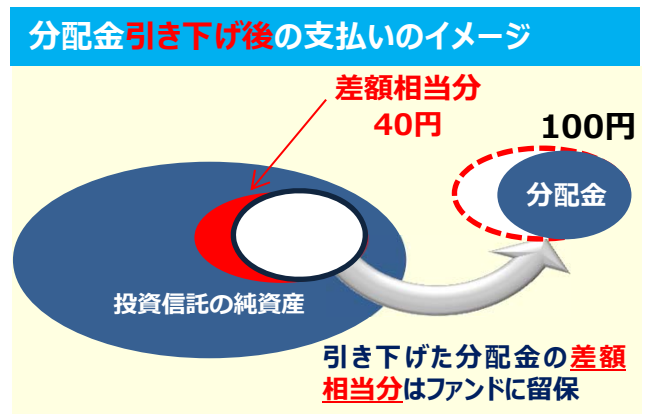 分配金引き下げ後の支払いのイメージ
差額相当分
40円
100円
分配金
投資信託の純資産
引き下げた分配金の差額
相当分はファンドに留保